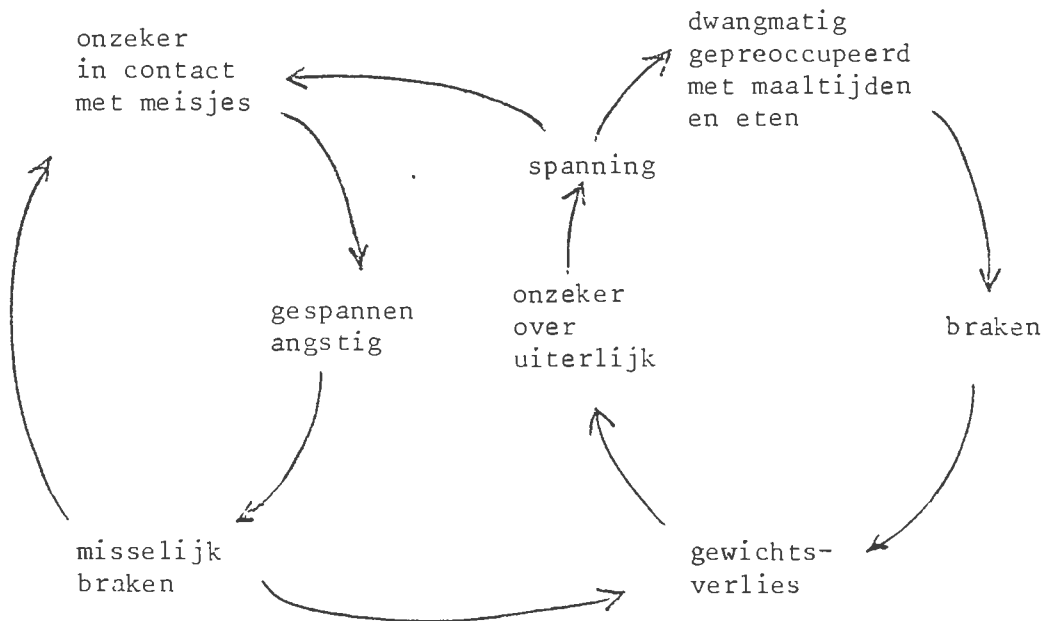 onzeker
in contact
met meisjes
dwangmatig
gepreoccupeerd
met maaltijden
en eten
spanning
gespannen
angstig
onzeker
over
uiterlijk
braken
misselijk
braken
gewichts-
verlies